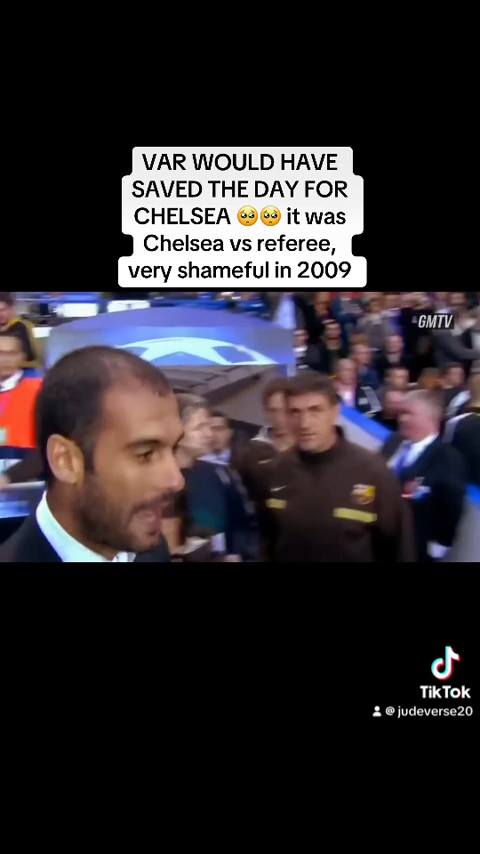 VAR WOULD HAVE
SAVED THE DAY FOR
CHELSEA 🥺🥺 it was
Chelsea vs referee,
very shameful in 2009
GMTV
TikTok
@judeverse20